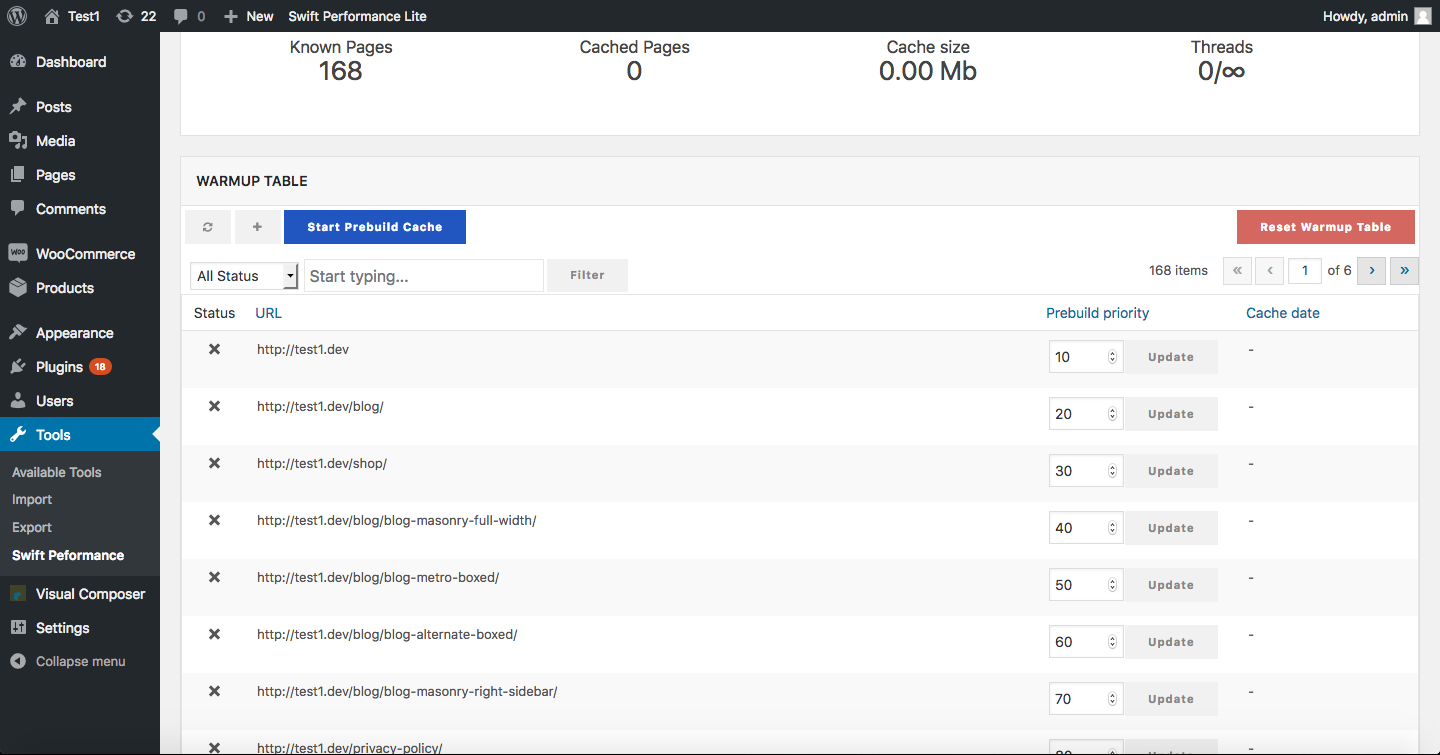 Test1 22 0 New Swift Peformance Lite Howdy, admin
Dashboard
Posts
Media
Pages
Comments
WooCommerce
Products
Appearance
Plugins 18
Users
Tools
Available Tools
Import
Export
Swift Peformance
Visual Composer
Settings
Collapse menu
Known Pages Cached Pages Cache size Threads
168 0 0.00 Mb 0/∞
WARMUP TABLE
+ Start Prebuild Cache Reset Warmup Table
All Status Start typing... Filter 168 items « ‹ 1 of 6 › »
Status URL Prebuild priority Cache date
http://test1.dev 10 Update -
http://test1.dev/blog/ 20 Update -
http://test1.dev/shop/ 30 Update -
http://test1.dev/blog/blog-masonry-full-width/ 40 Update -
http://test1.dev/blog/blog-metro-boxed/ 50 Update -
http://test1.dev/blog/blog-alternate-boxed/ 60 Update -
http://test1.dev/blog/blog-masonry-right-sidebar/ 70 Update -
http://test1.dev/privacy-policy/ 80 Update -